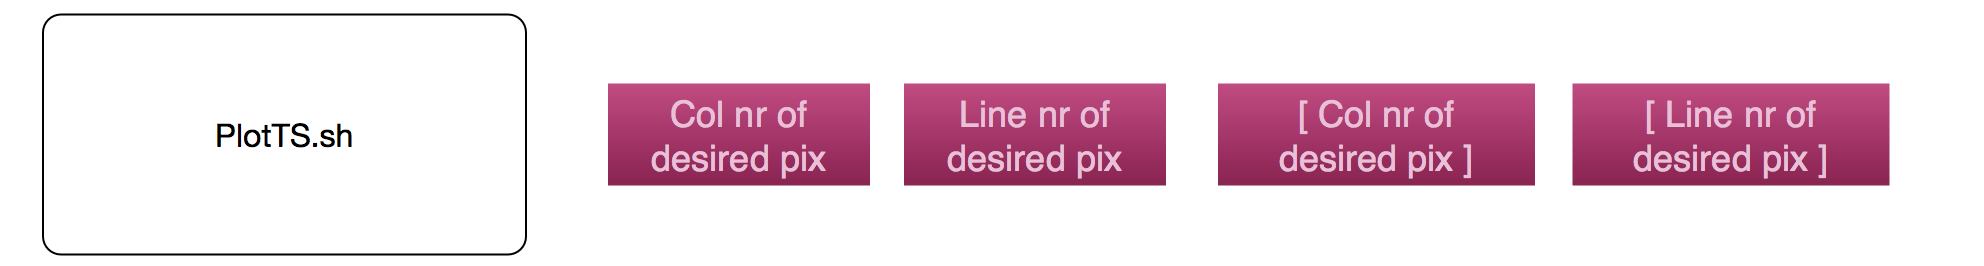 PlotTS.sh
Col nr of
desired pix
Line nr of
desired pix
[ Col nr of
desired pix ]
[ Line nr of
desired pix ]